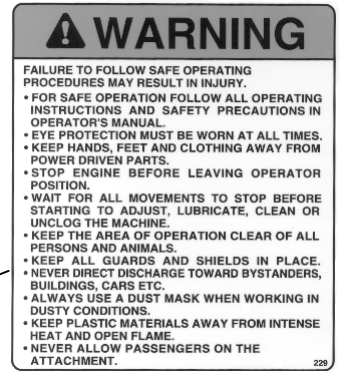 WARNING
FAILURE TO FOLLOW SAFE OPERATING
PROCEDURES MAY RESULT IN INJURY.
• FOR SAFE OPERATION FOLLOW ALL OPERATING
INSTRUCTIONS AND SAFETY PRECAUTIONS IN
OPERATOR'S MANUAL.
• EYE PROTECTION MUST BE WORN AT ALL TIMES.
• KEEP HANDS, FEET AND CLOTHING AWAY FROM
POWER DRIVEN PARTS.
• STOP ENGINE BEFORE LEAVING OPERATOR
POSITION.
• WAIT FOR ALL MOVEMENTS TO STOP BEFORE
STARTING TO ADJUST, LUBRICATE, CLEAN OR
UNCLOG THE MACHINE.
• KEEP THE AREA OF OPERATION CLEAR OF ALL
PERSONS AND ANIMALS.
• KEEP ALL GUARDS AND SHIELDS IN PLACE.
• NEVER DIRECT DISCHARGE TOWARD BYSTANDERS,
BUILDINGS, CARS ETC.
• ALWAYS USE A DUST MASK WHEN WORKING IN
DUSTY CONDITIONS.
• KEEP PLASTIC MATERIALS AWAY FROM INTENSE
HEAT AND OPEN FLAME.
• NEVER ALLOW PASSENGERS ON THE
ATTACHMENT.
229